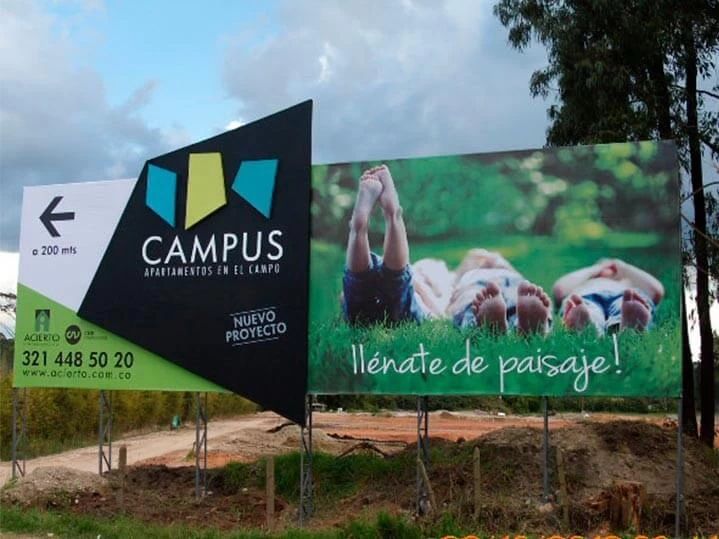 a 200 mts
CAMPUS
APARTAMENTOS EN EL CAMPO
NUEVO
PROYECTO
ACIERTO
321 448 50 20
www.acierto.com.co
llénate de paisaje!